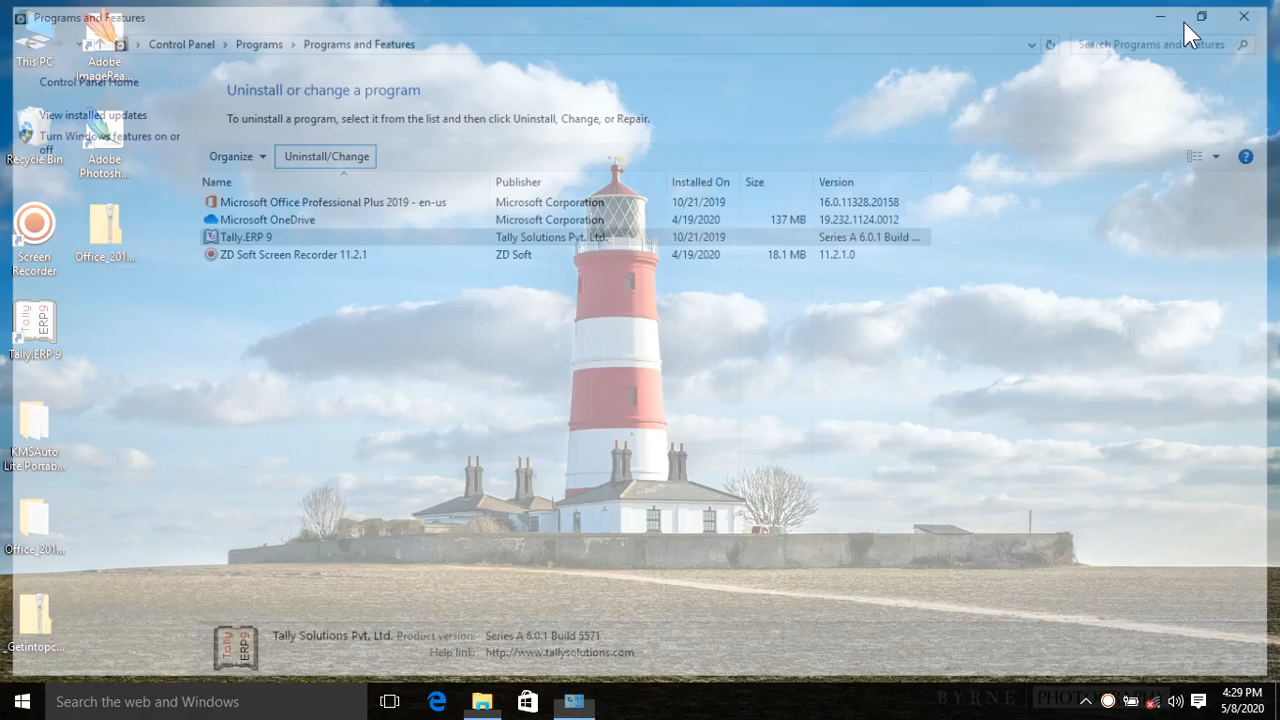 Programs and Features
Control Panel > Programs > Programs and Features
Search Programs and Features
Control Panel Home
View installed updates
Turn Windows features on or off
Uninstall or change a program
To uninstall a program, select it from the list and then click Uninstall, Change, or Repair.
Organize
Uninstall/Change
Name Publisher Installed On Size Version
Microsoft Office Professional Plus 2019 - en-us Microsoft Corporation 10/21/2019 16.0.11328.20158
Microsoft OneDrive Microsoft Corporation 4/19/2020 137 MB 19.232.1124.0012
Tally.ERP 9 Tally Solutions Pvt. Ltd. 10/21/2019 Series A 6.0.1 Build ...
ZD Soft Screen Recorder 11.2.1 ZD Soft 4/19/2020 18.1 MB 11.2.1.0
Tally Solutions Pvt. Ltd. Product version: Series A 6.0.1 Build 5571
Help link: http://www.tallysolutions.com
Tally
ERP9
This PC
Adobe
ImageRea...
Recycle Bin
Adobe
Photosh...
Screen
Recorder
Office_201...
Tally
ERP9
Tally.ERP 9
KMSAuto
Lite Portab...
Office_201...
_Getintopc...
Search the web and Windows
BYRNE
4:29 PM
5/8/2020